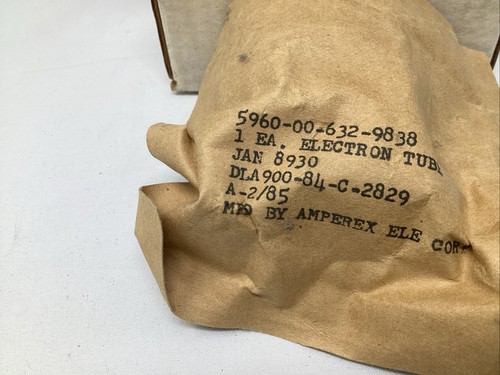 5960-00-632-9838
1 EA. ELECTRON TUB
JAN 8930
DLA900-84-C-2829
A-2/85
MFD BY AMPEREX ELE COR